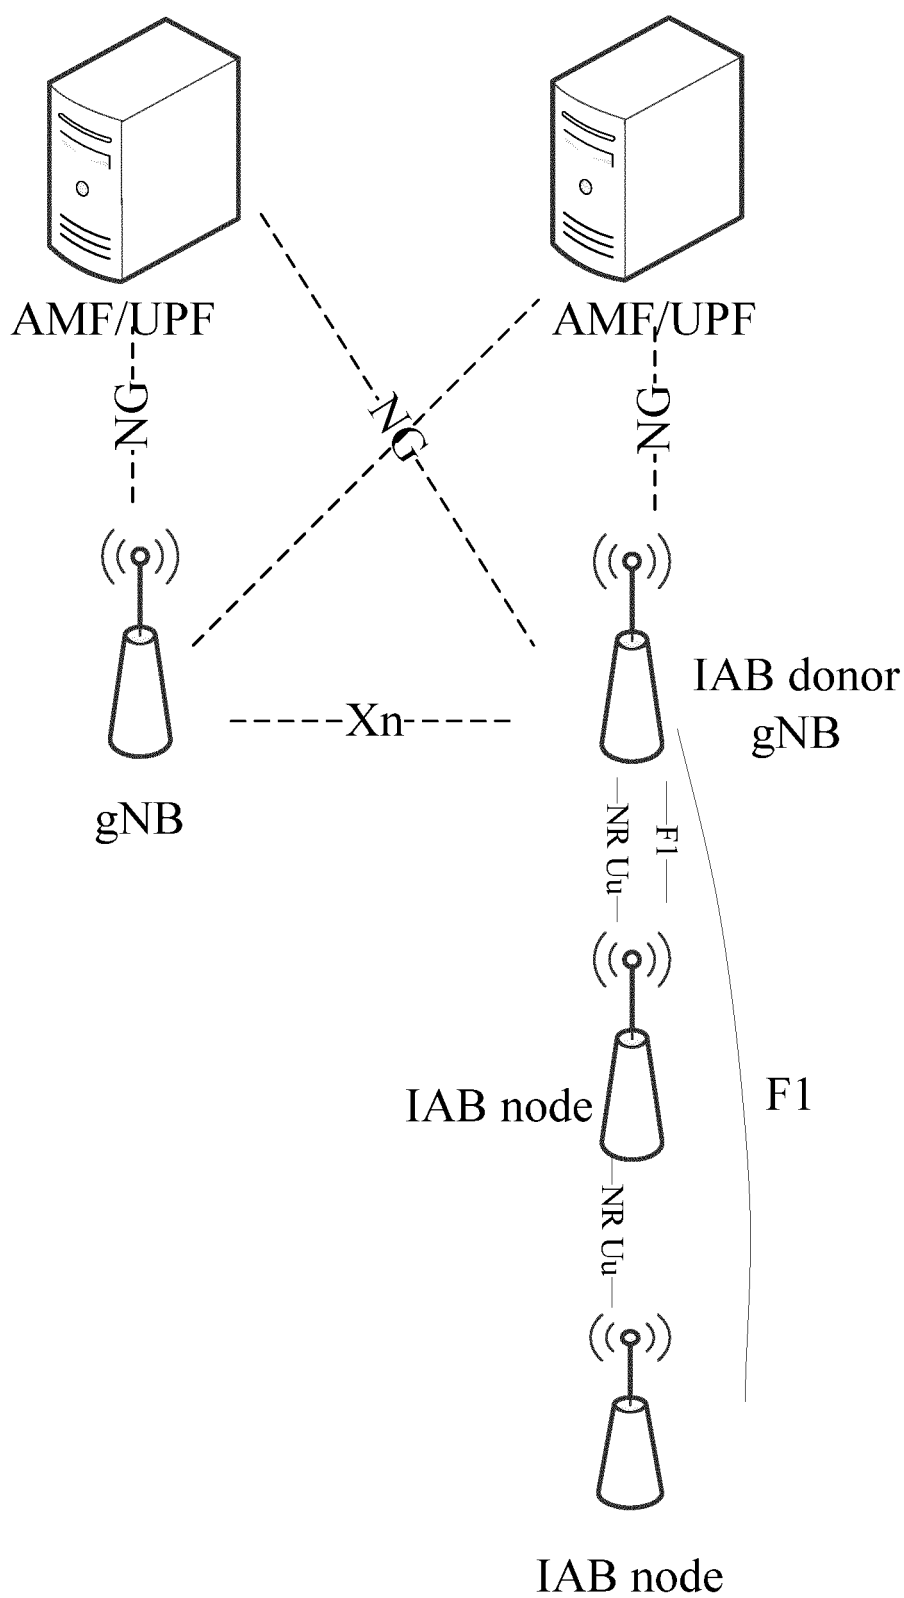 AMF/UPF
AMF/UPF
NG
NG
NG
IAB donor
gNB
Xn
gNB
NR Uu
F1
IAB node
F1
NR Uu
IAB node